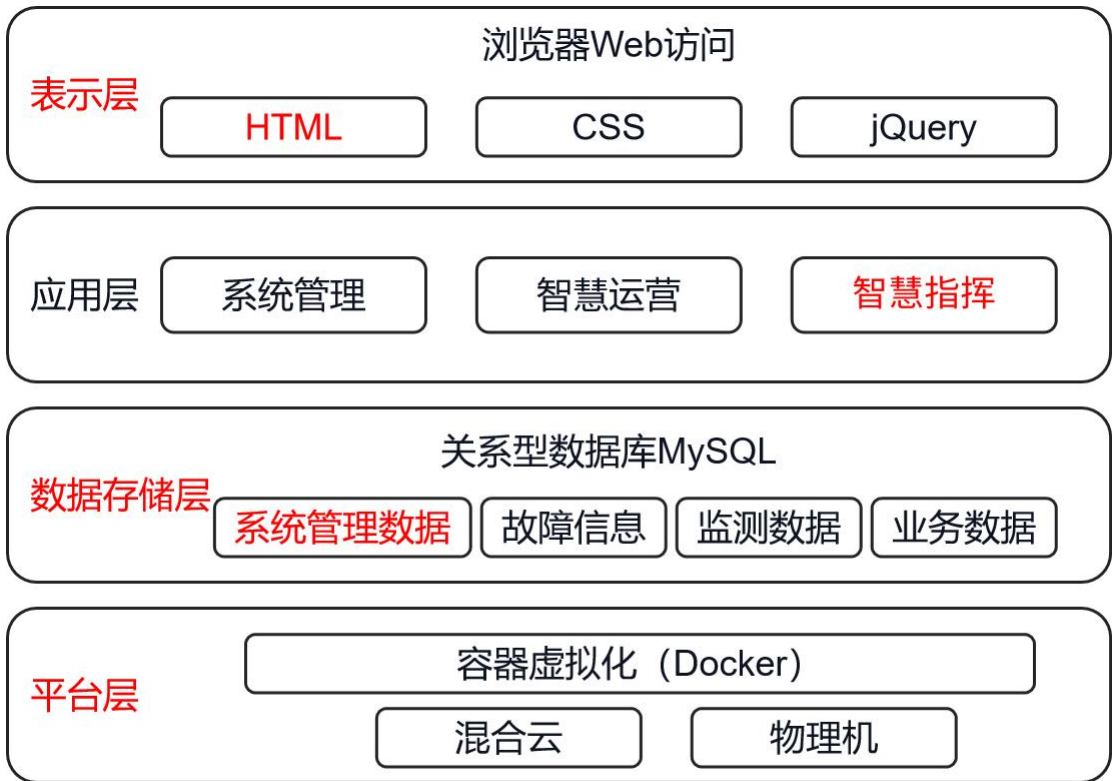 浏览器Web访问
表示层
HTML
CSS
jQuery
应用层
系统管理
智慧运营
智慧指挥
关系型数据库MySQL
数据存储层
系统管理数据
故障信息
监测数据
业务数据
容器虚拟化（Docker）
平台层
混合云
物理机